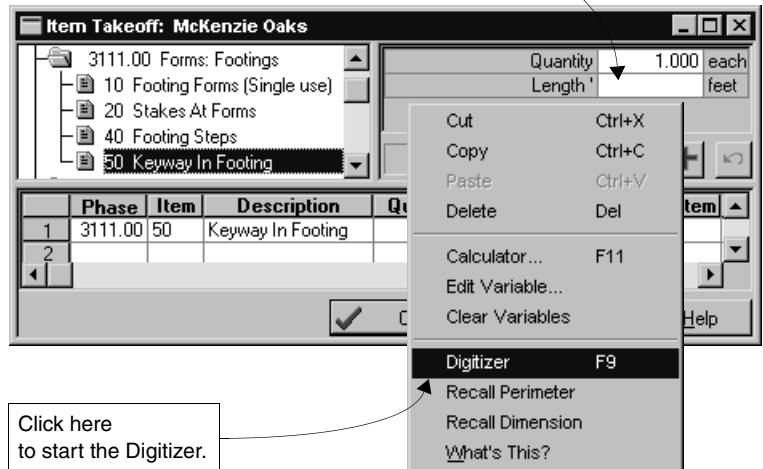 Item Takeoff: McKenzie Oaks
3111.00 Forms: Footings
10 Footing Forms (Single use)
20 Stakes At Forms
40 Footing Steps
50 Keyway In Footing
Quantity 1.000 each
Length ' feet
Phase Item Description Qu tem
1 3111.00 50 Keyway In Footing
2
C Help
Cut Ctrl+X
Copy Ctrl+C
Paste Ctrl+V
Delete Del
Calculator... F11
Edit Variable...
Clear Variables
Digitizer F9
Recall Perimeter
Recall Dimension
What's This?
Click here
to start the Digitizer.